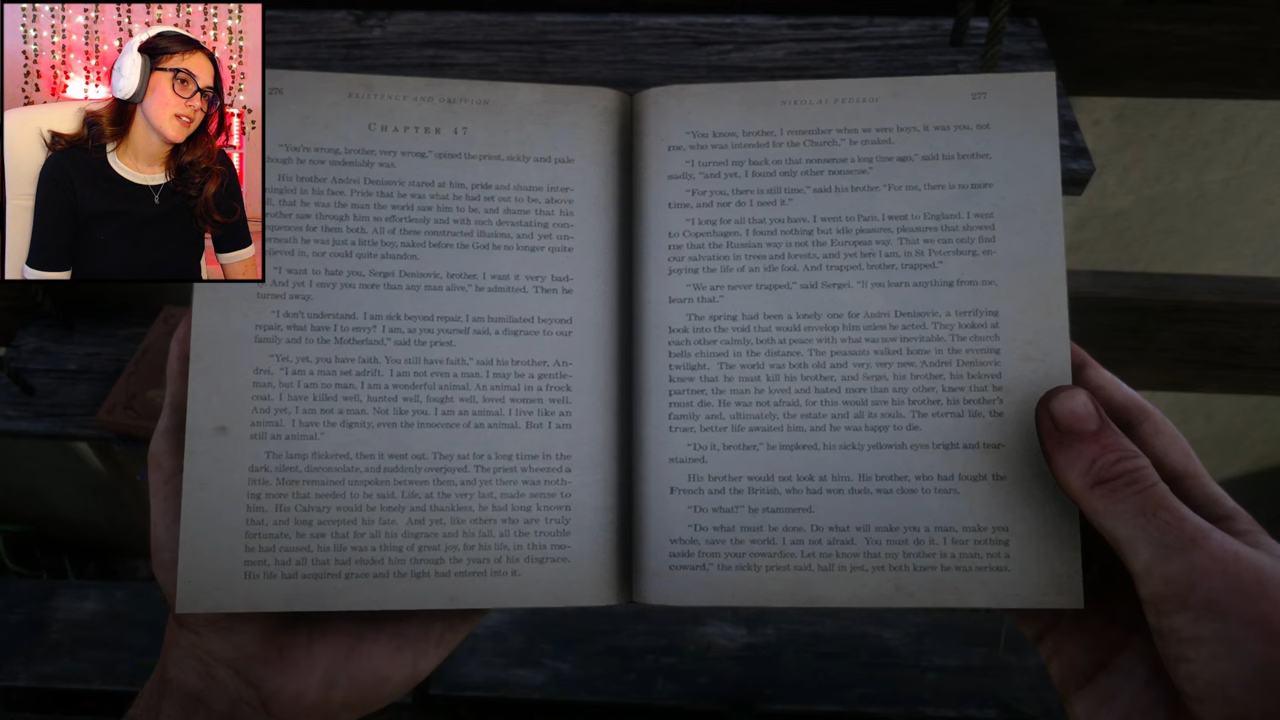 276
EXISTENCE AND OBLIVION
CHAPTER 47
"You're wrong, brother, very wrong," opined the priest, sickly and pale
though he now undeniably was.
His brother Andrei Denisovic stared at him, pride and shame inter-
mingled in his face. Pride that he was what he had set out to be, above
all, that he was the man the world saw him to be, and shame that his
brother saw through him so effortlessly and with such devastating con-
sequences for them both. All of these constructed illusions, and yet un-
derneath he was just a little boy, naked before the God he no longer quite
believed in, nor could quite abandon.
"I want to hate you, Sergei Denisovic, brother, I want it very bad-
ly. And yet I envy you more than any man alive," he admitted. Then he
turned away.
"I don't understand. I am sick beyond repair, I am humiliated beyond
repair, what have I to envy? I am, as you yourself said, a disgrace to our
family and to the Motherland," said the priest.
"Yet, yet, you have faith. You still have faith," said his brother, An-
drei. "I am a man set adrift. I am not even a man. I may be a gentle-
man, but I am no man, I am a wonderful animal. An animal in a frock
coat. I have killed well, hunted well, fought well, loved women well.
And yet, I am not a man. Not like you. I am an animal. I live like an
animal. I have the dignity, even the innocence of an animal. But I am
still an animal."
The lamp flickered, then it went out. They sat for a long time in the
dark, silent, disconsolate, and suddenly overjoyed. The priest wheezed a
little. More remained unspoken between them, and yet there was noth-
ing more that needed to be said. Life, at the very last, made sense to
him. His Calvary would be lonely and thankless, he had long known
that, and long accepted his fate. And yet, like others who are truly
fortunate, he saw that for all his disgrace and his fall, all the trouble
he had caused, his life was a thing of great joy, for his life, in this mo-
ment, had all that had eluded him through the years of his disgrace.
His life had acquired grace and the light had entered into it.
NIKOLAI FEDEROF
277
"You know, brother, I remember when we were boys, it was you, not
me, who was intended for the Church," he croaked.
"I turned my back on that nonsense a long time ago," said his brother,
sadly, "and yet, I found only other nonsense."
"For you, there is still time," said his brother. "For me, there is no more
time, and nor do I need it."
"I long for all that you have. I went to Paris, I went to England, I went
to Copenhagen. I found nothing but idle pleasures, pleasures that showed
me that the Russian way is not the European way. That we can only find
our salvation in trees and forests, and yet here I am, in St Petersburg, en-
joying the life of an idle fool. And trapped, brother, trapped."
"We are never trapped," said Sergei. "If you learn anything from me,
learn that."
The spring had been a lonely one for Andrei Denisovic, a terrifying
look into the void that would envelop him unless he acted. They looked at
each other calmly, both at peace with what was now inevitable. The church
bells chimed in the distance. The peasants walked home in the evening
twilight. The world was both old and very, very new. Andrei Denisovic
knew that he must kill his brother, and Sergei, his brother, his beloved
partner, the man he loved and hated more than any other, knew that he
must die. He was not afraid, for this would save his brother, his brother's
family and, ultimately, the estate and all its souls. The eternal life, the
truer, better life awaited him, and he was happy to die.
"Do it, brother," he implored, his sickly yellowish eyes bright and tear-
stained.
His brother would not look at him. His brother, who had fought the
French and the British, who had won duels, was close to tears.
"Do what?" he stammered.
"Do what must be done. Do what will make you a man, make you
whole, save the world. I am not afraid. You must do it. I fear nothing
aside from your cowardice. Let me know that my brother is a man, not a
coward," the sickly priest said, half in jest, yet both knew he was serious.